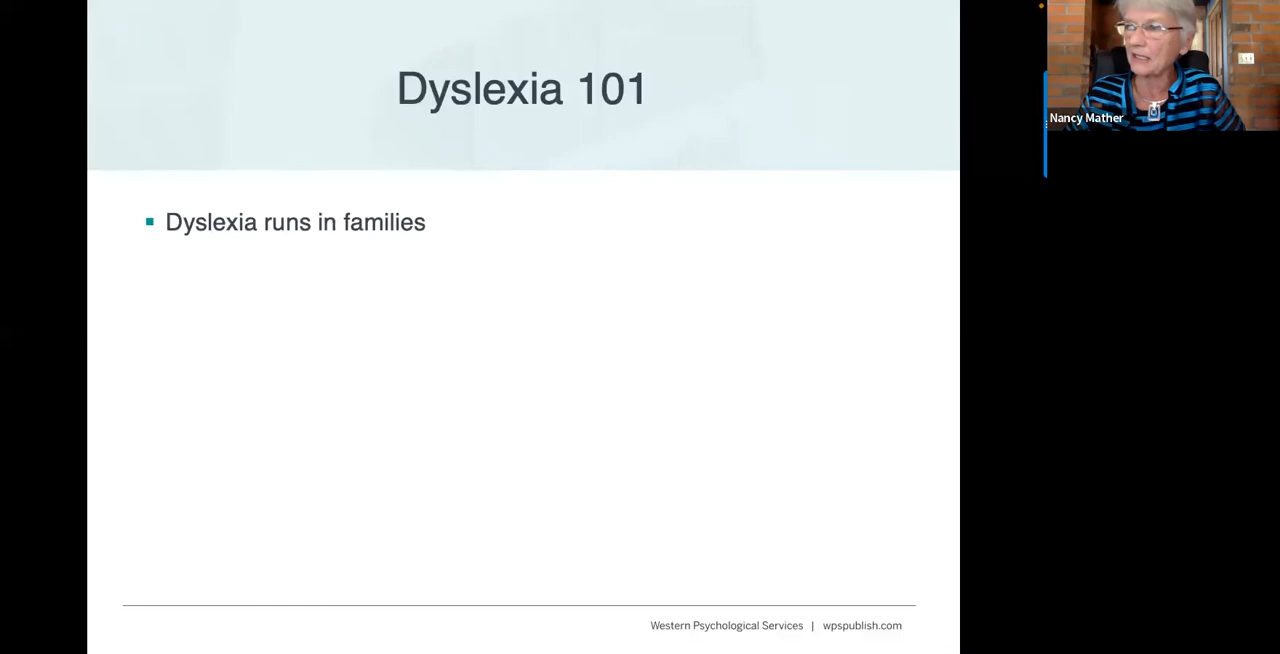 Dyslexia 101
Nancy Mather
▪ Dyslexia runs in families
Western Psychological Services | wpspublish.com